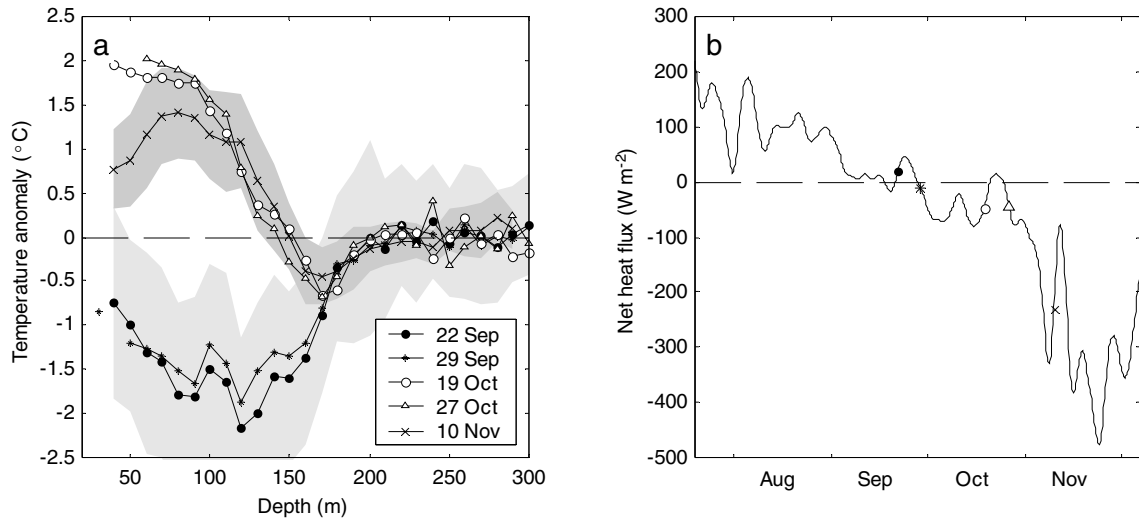 a
Temperature anomaly (°C)
2.5
2
1.5
1
0.5
0
-0.5
-1
-1.5
-2
-2.5
50
100
150
200
250
300
Depth (m)
22 Sep
29 Sep
19 Oct
27 Oct
10 Nov
b
Net heat flux (W m-2)
300
200
100
0
-100
-200
-300
-400
-500
Aug
Sep
Oct
Nov